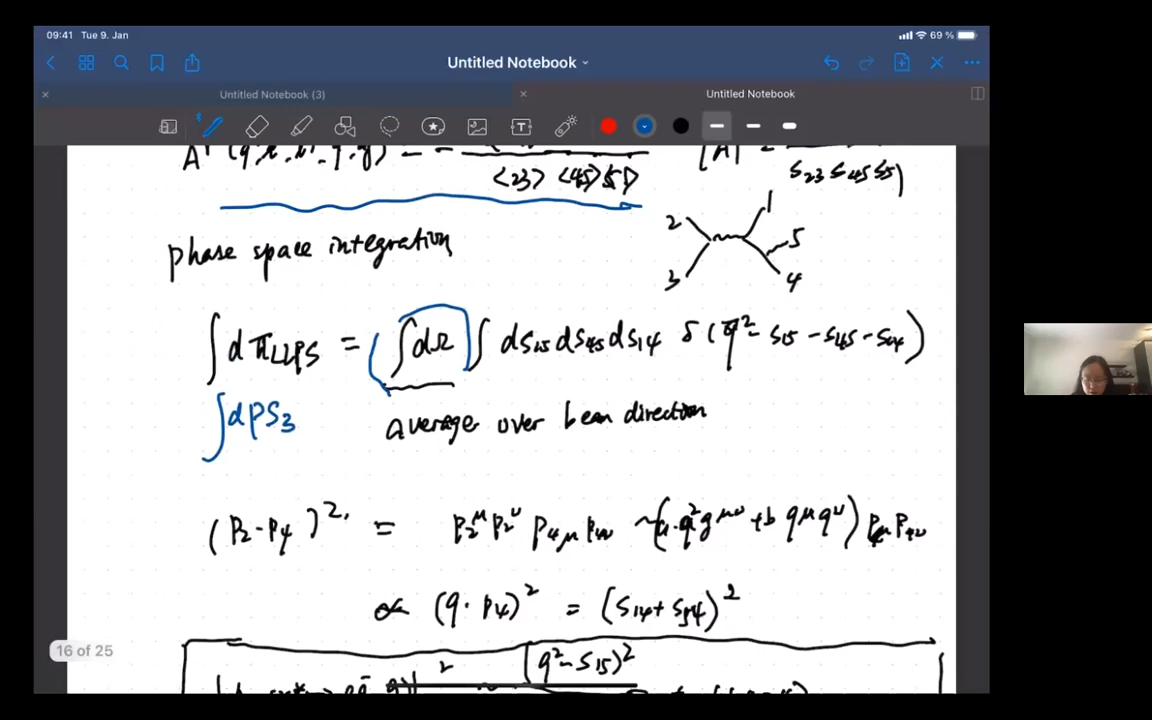 09:41 Tue 9. Jan
69 %
Untitled Notebook
Untitled Notebook (3)
Untitled Notebook
<23> <45> <51>
S23 S45 S51)
phase space integration
2 3 1 5 4
∫ dΠLIPS = ( ∫ dΩ ) ∫ ds15 ds45 ds14 δ( q² - s15 - s45 - s14 )
∫ dPS3
average over beam direction
(P2 · P4)² = P2^μ P2^ν P4μ P4ν ~ (a · q² g^μν + b q^μ q^ν) P4μ P4ν
∝ (q · P4)² = (S14 + S54)²
16 of 25
(q² - S15)²